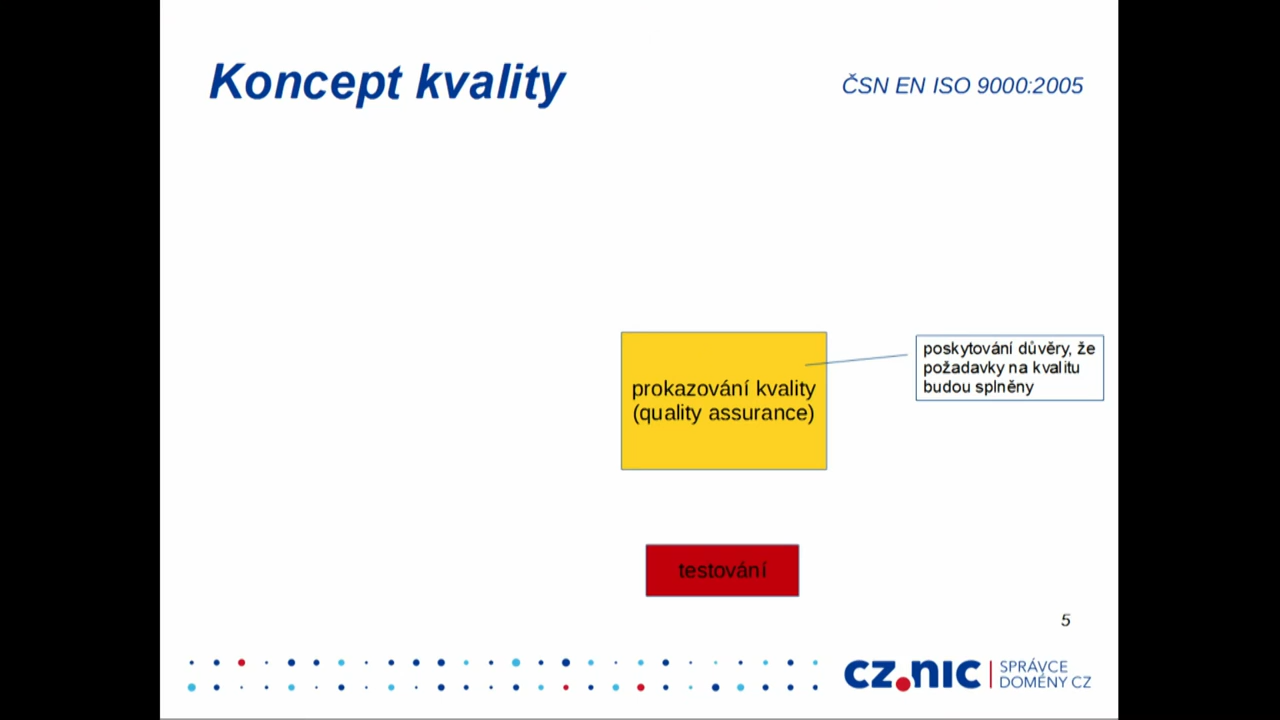 Koncept kvality
ČSN EN ISO 9000:2005
prokazování kvality
(quality assurance)
poskytování důvěry, že
požadavky na kvalitu
budou splněny
testování
5
CZ.NIC
SPRÁVCE
DOMÉNY CZ